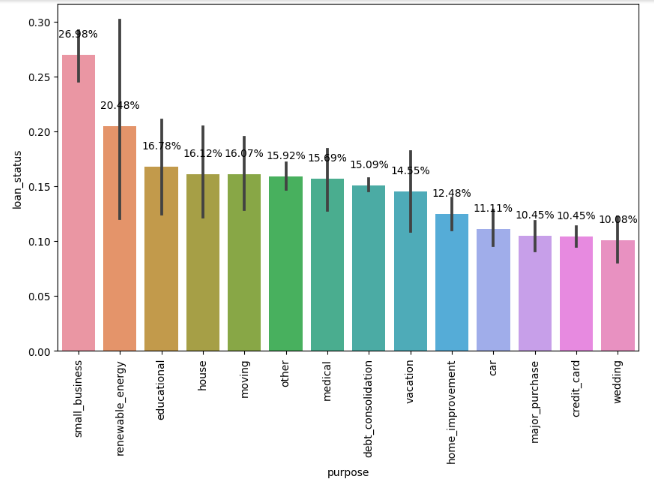 loan_status
0.30
0.25
0.20
0.15
0.10
0.05
0.00
26.98%
20.48%
16.78%
16.12%
16.07%
15.92%
15.69%
15.09%
14.55%
12.48%
11.11%
10.45%
10.45%
10.08%
small_business
renewable_energy
educational
house
moving
other
medical
debt_consolidation
vacation
home_improvement
car
major_purchase
credit_card
wedding
purpose